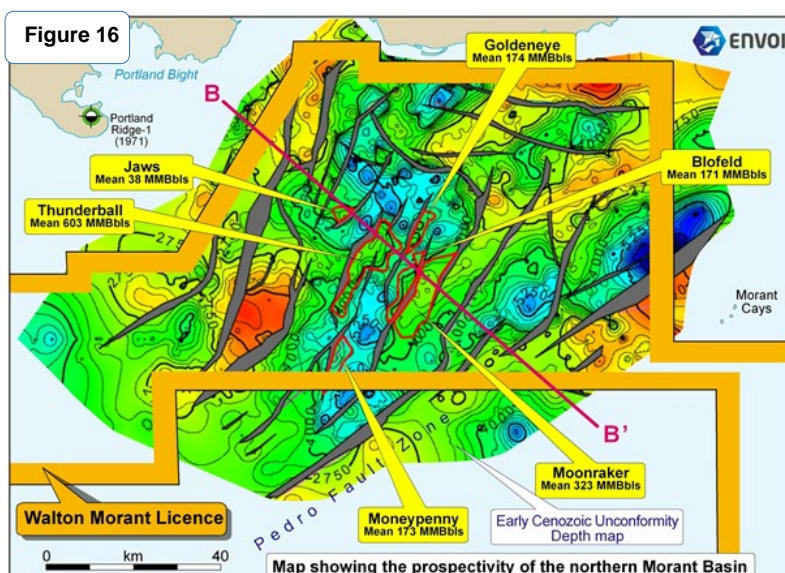 Figure 16
ENVOI
Goldeneye
Mean 174 MMBbls
Portland Bight
B
Portland
Ridge-1
(1971)
Jaws
Mean 38 MMBbls
Blofeld
Mean 171 MMBbls
Thunderball
Mean 603 MMBbls
Morant
Cays
B'
Pedro Fault Zone
2750
Moonraker
Mean 323 MMBbls
Walton Morant Licence
Moneypenny
Mean 173 MMBbls
Early Cenozoic Unconformity
Depth map
0 km 40
Map showing the prospectivity of the northern Morant Basin